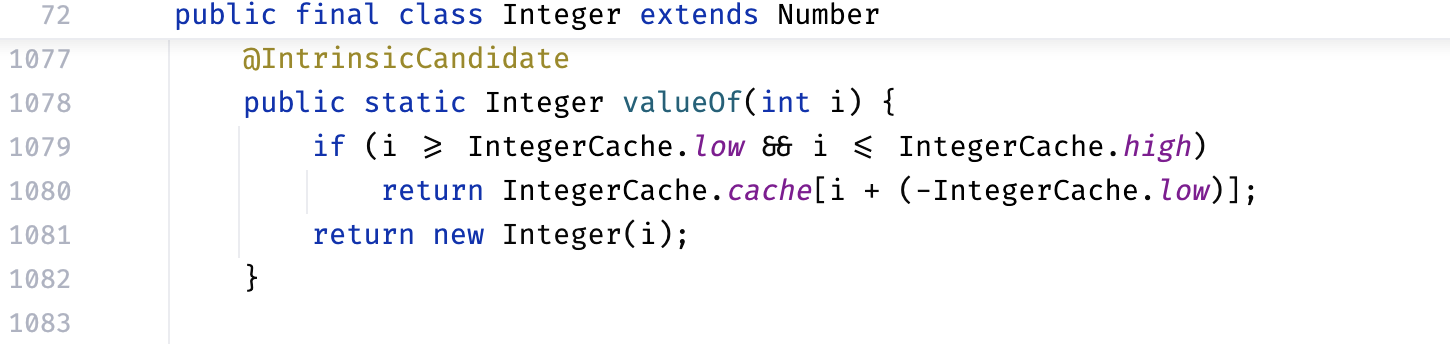 72 public final class Integer extends Number
1077 @IntrinsicCandidate
1078 public static Integer valueOf(int i) {
1079 if (i >= IntegerCache.low && i <= IntegerCache.high)
1080 return IntegerCache.cache[i + (-IntegerCache.low)];
1081 return new Integer(i);
1082 }
1083